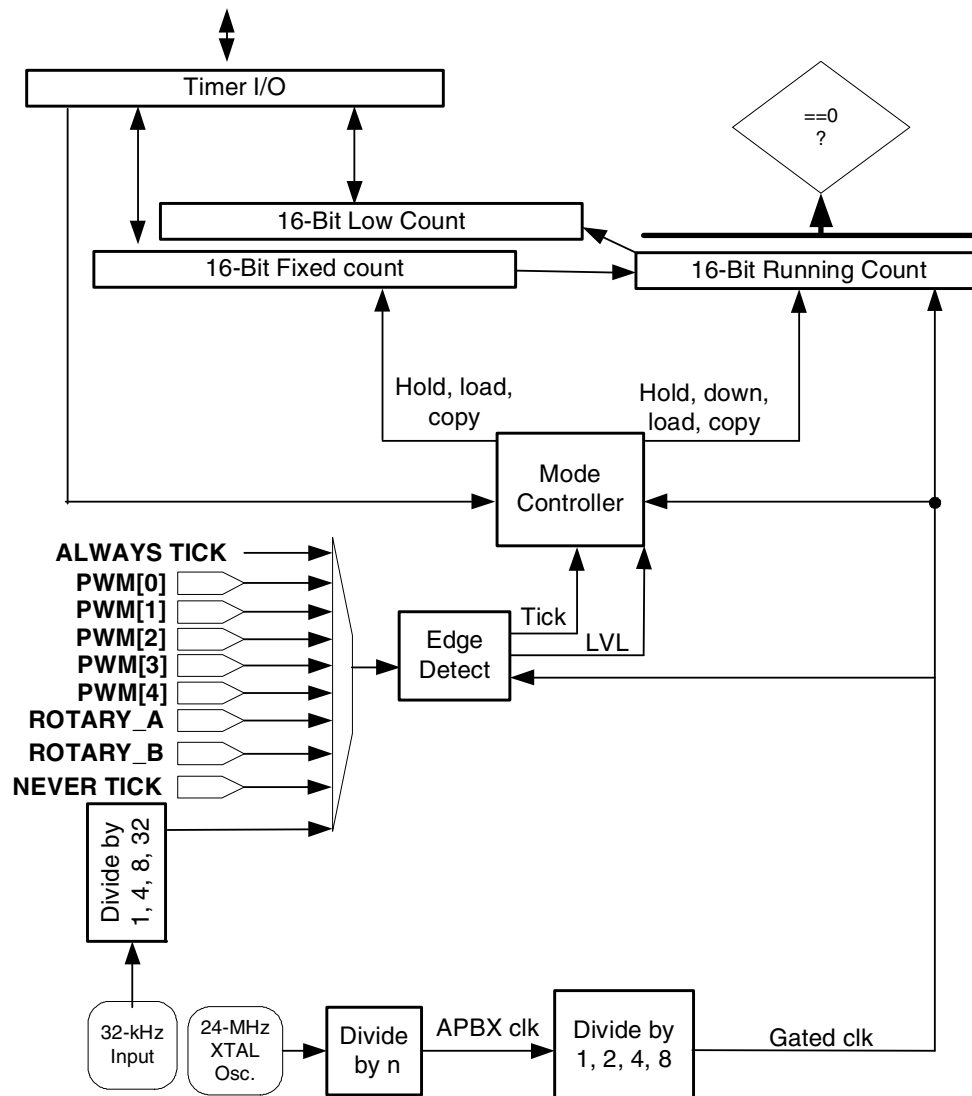 Timer I/O
==0
?
16-Bit Low Count
16-Bit Fixed count
16-Bit Running Count
Hold, load,
copy
Hold, down,
load, copy
Mode
Controller
ALWAYS TICK
PWM[0]
PWM[1]
PWM[2]
PWM[3]
PWM[4]
ROTARY_A
ROTARY_B
NEVER TICK
Edge
Detect
Tick
LVL
Divide by
1, 4, 8, 32
32-kHz
Input
24-MHz
XTAL
Osc.
Divide
by n
APBX clk
Divide by
1, 2, 4, 8
Gated clk